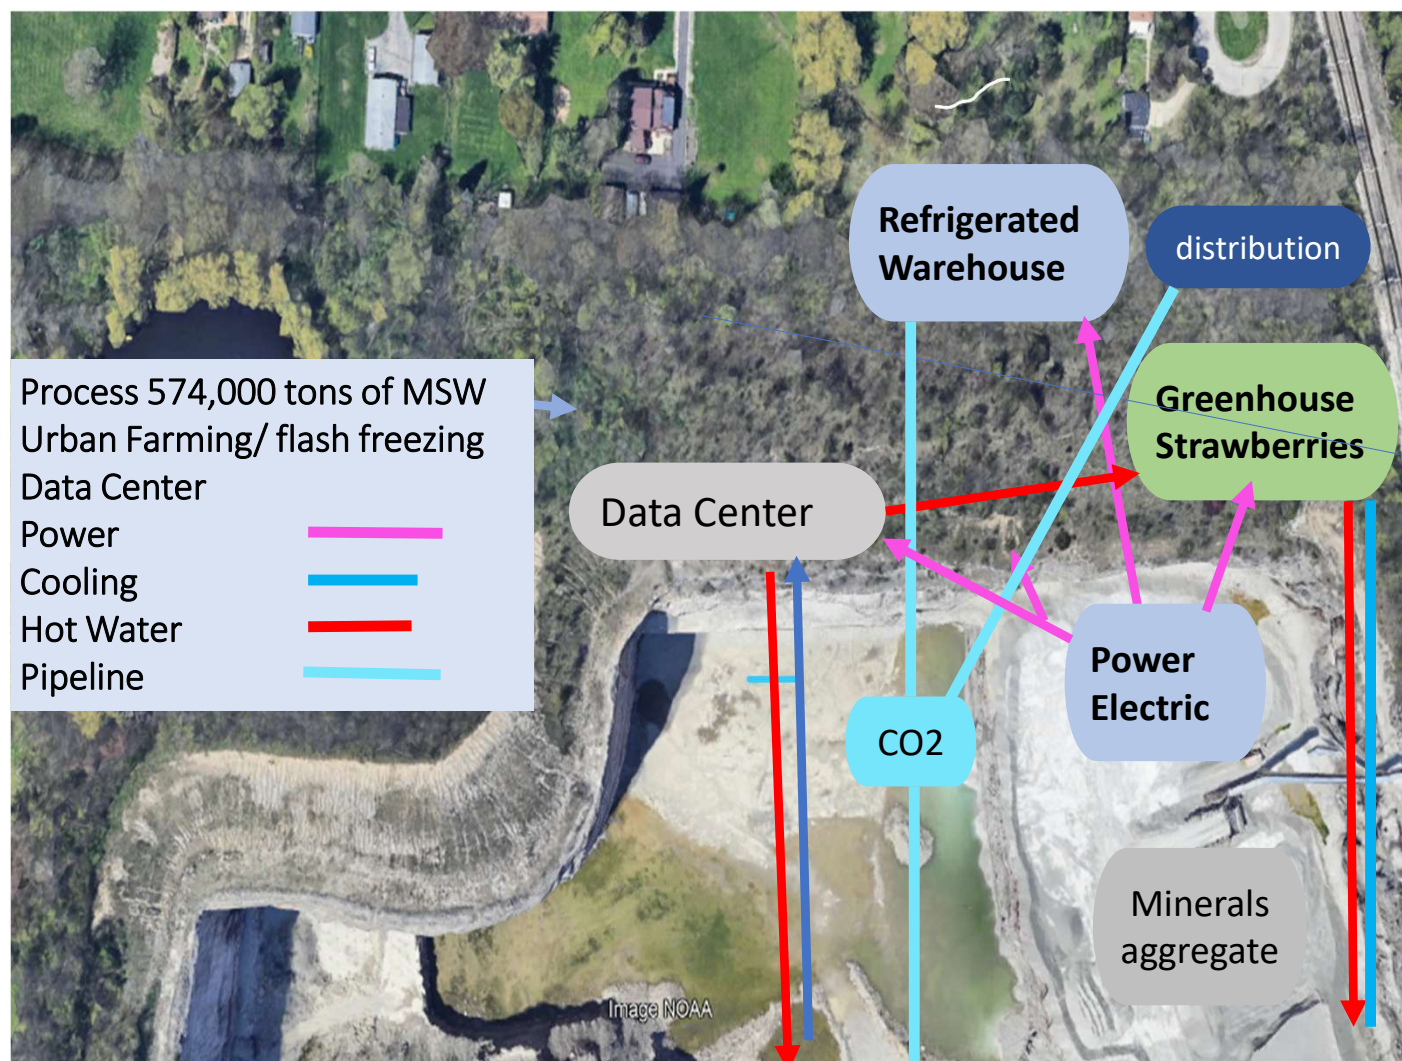 Refrigerated
Warehouse
distribution
Process 574,000 tons of MSW
Urban Farming/ flash freezing
Data Center
Power
Cooling
Hot Water
Pipeline
Greenhouse
Strawberries
Data Center
Power
Electric
CO2
Minerals
aggregate
Image NOAA